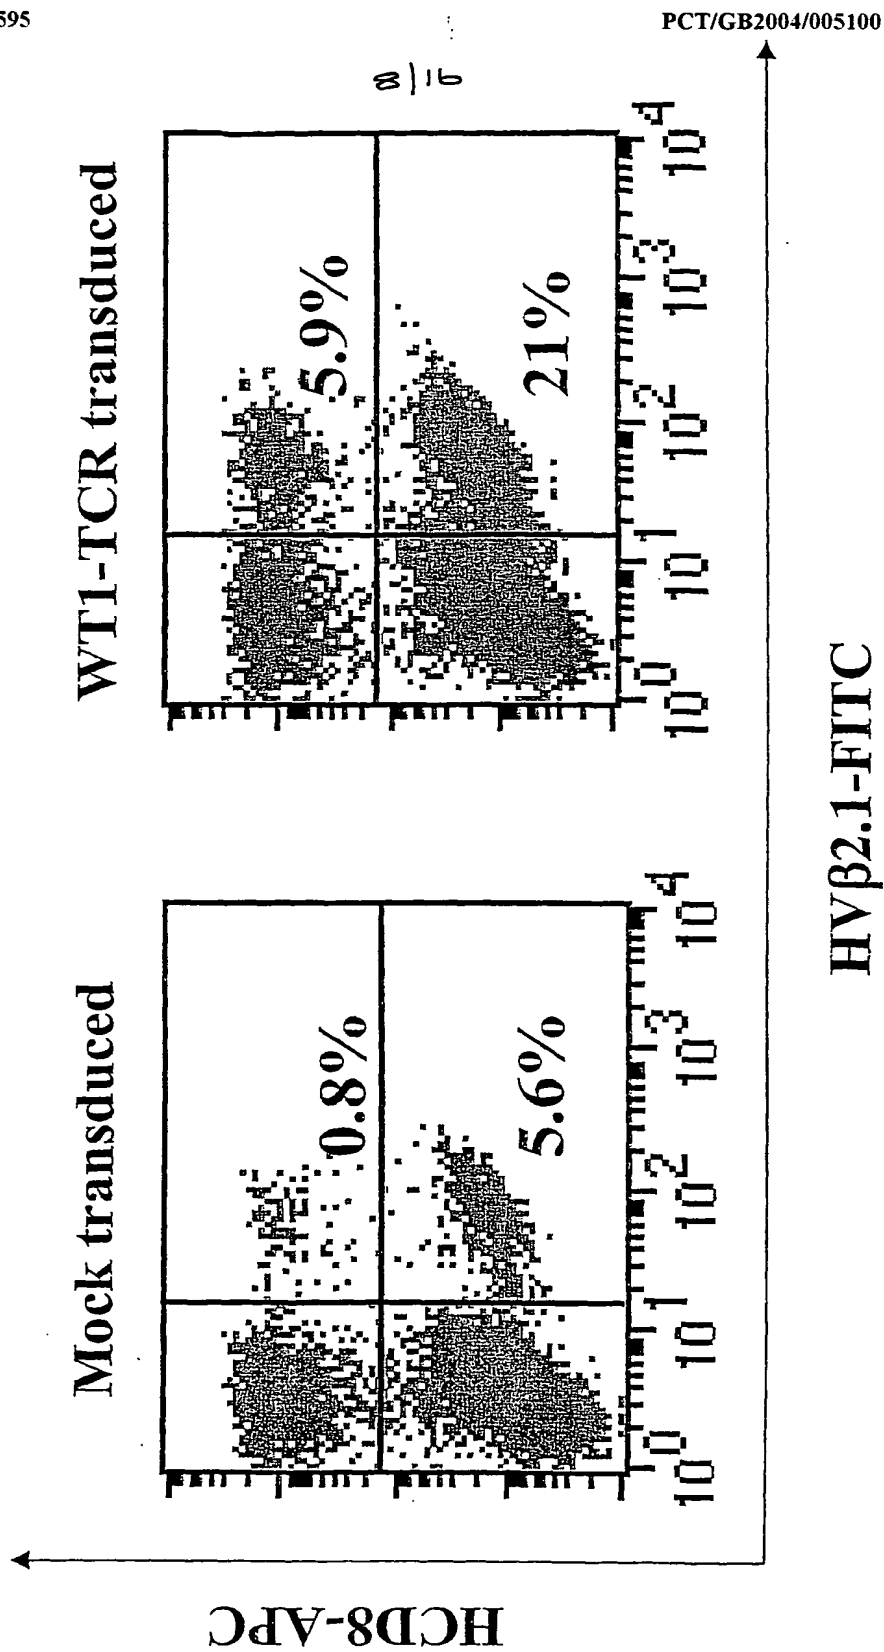 595
PCT/GB2004/005100
8/16
Mock transduced
WT1-TCR transduced
0.8%
5.6%
5.9%
21%
10^0 10^1 10^2 10^3 10^4
10^0 10^1 10^2 10^3 10^4
HCD8-APC
HVβ2.1-FITC